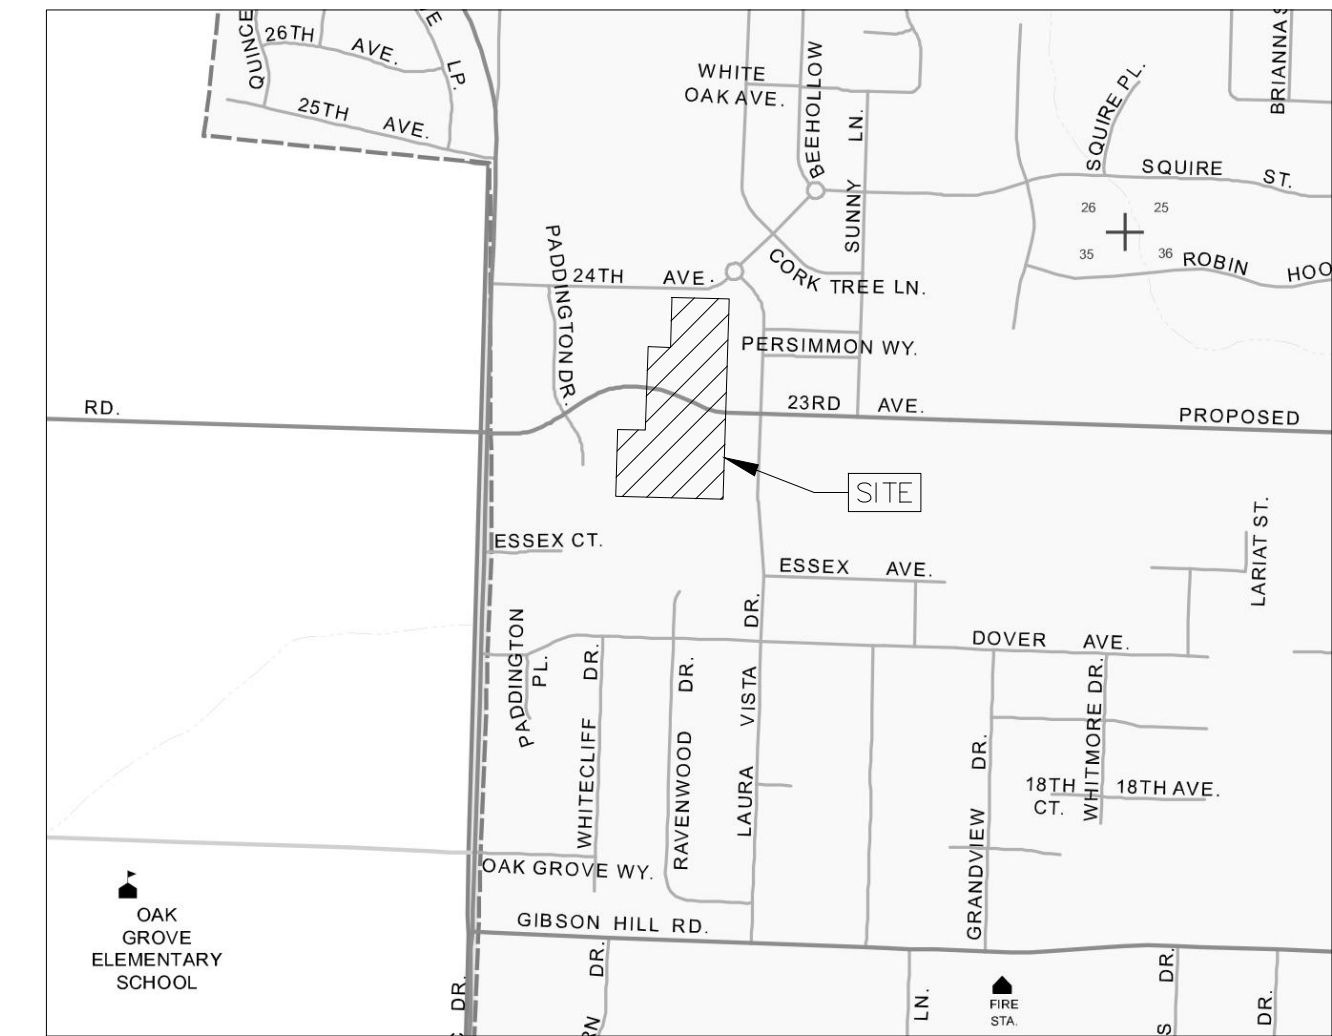 QUINCE
26TH AVE.
E LP.
25TH AVE.
WHITE
OAK AVE.
BEEHOLLOW
SUNNY LN.
SQUIRE PL.
BRIANNA S
SQUIRE ST.
26 25
35 36
ROBIN HOO
PADDINGTON DR.
24TH AVE.
CORK TREE LN.
PERSIMMON WY.
RD.
23RD AVE.
PROPOSED
SITE
ESSEX CT.
ESSEX AVE.
LARIAT ST.
DOVER AVE.
PADDINGTON
PL.
WHITECLIFF DR.
RAVENWOOD DR.
LAURA VISTA DR.
GRANDVIEW DR.
WHITMORE DR.
18TH
CT.
18TH AVE.
OAK GROVE WY.
GIBSON HILL RD.
OAK
GROVE
ELEMENTARY
SCHOOL
DR.
RN DR.
LN.
FIRE
STA.
S DR.
DR.